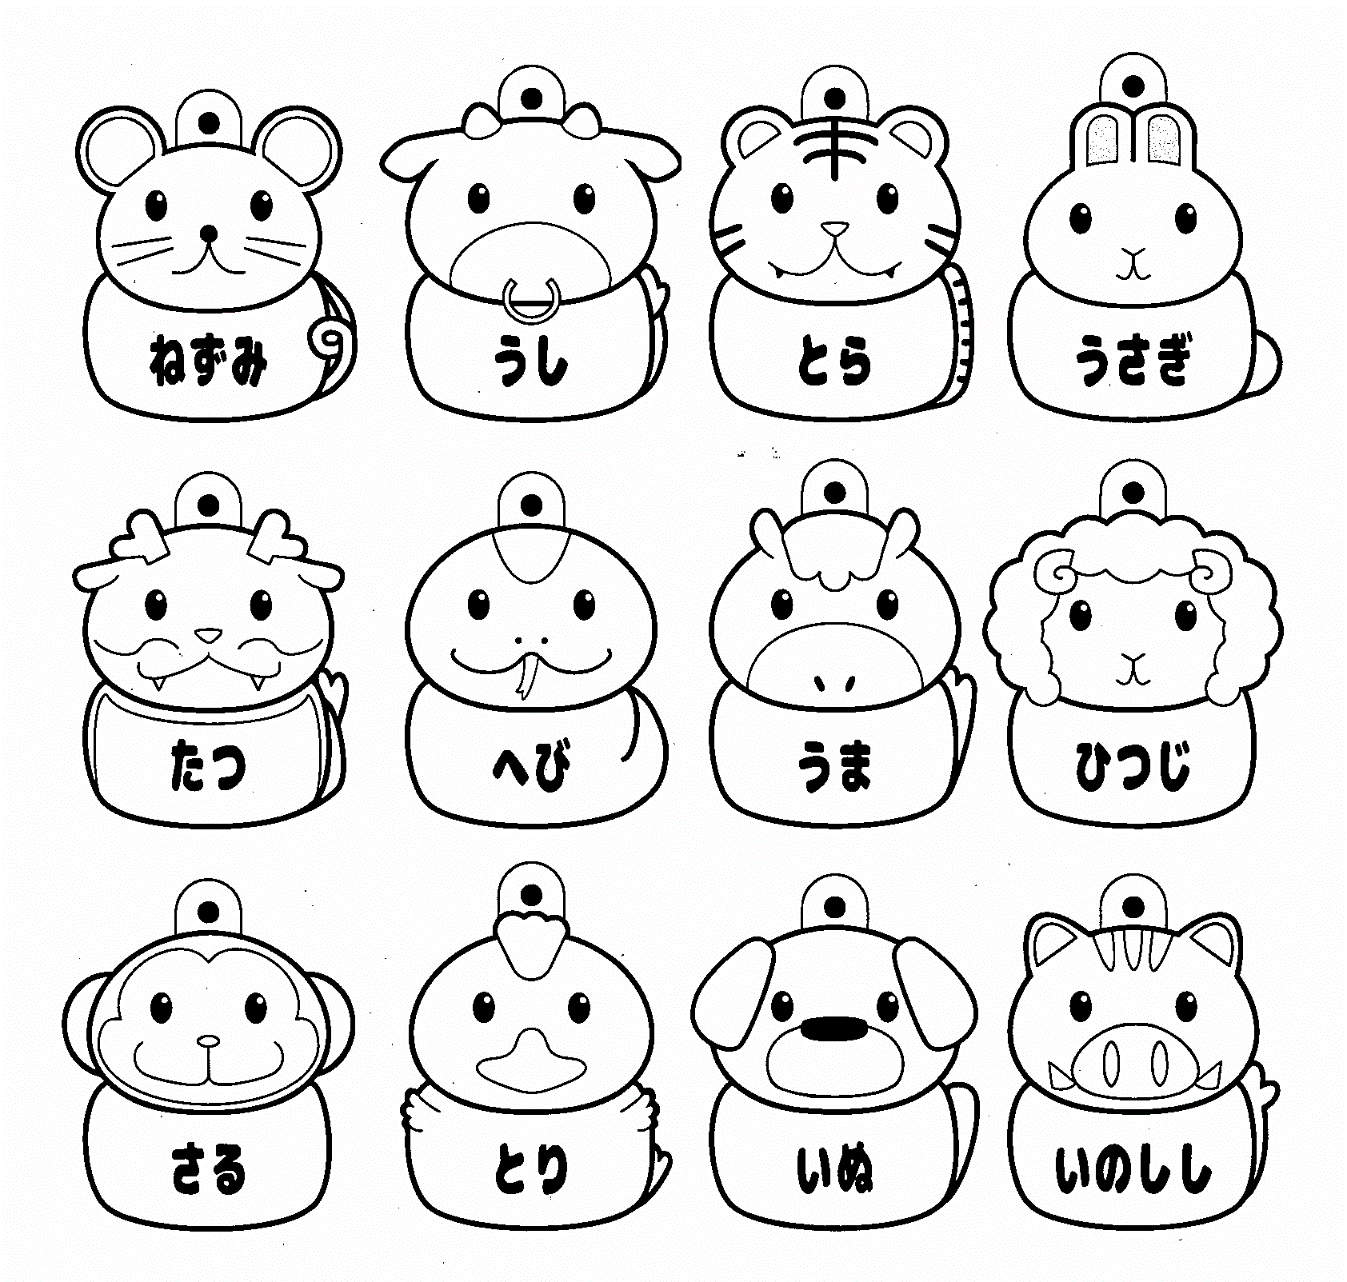 ねずみ
うし
とら
うさぎ
たつ
へび
うま
ひつじ
さる
とり
いぬ
いのしし